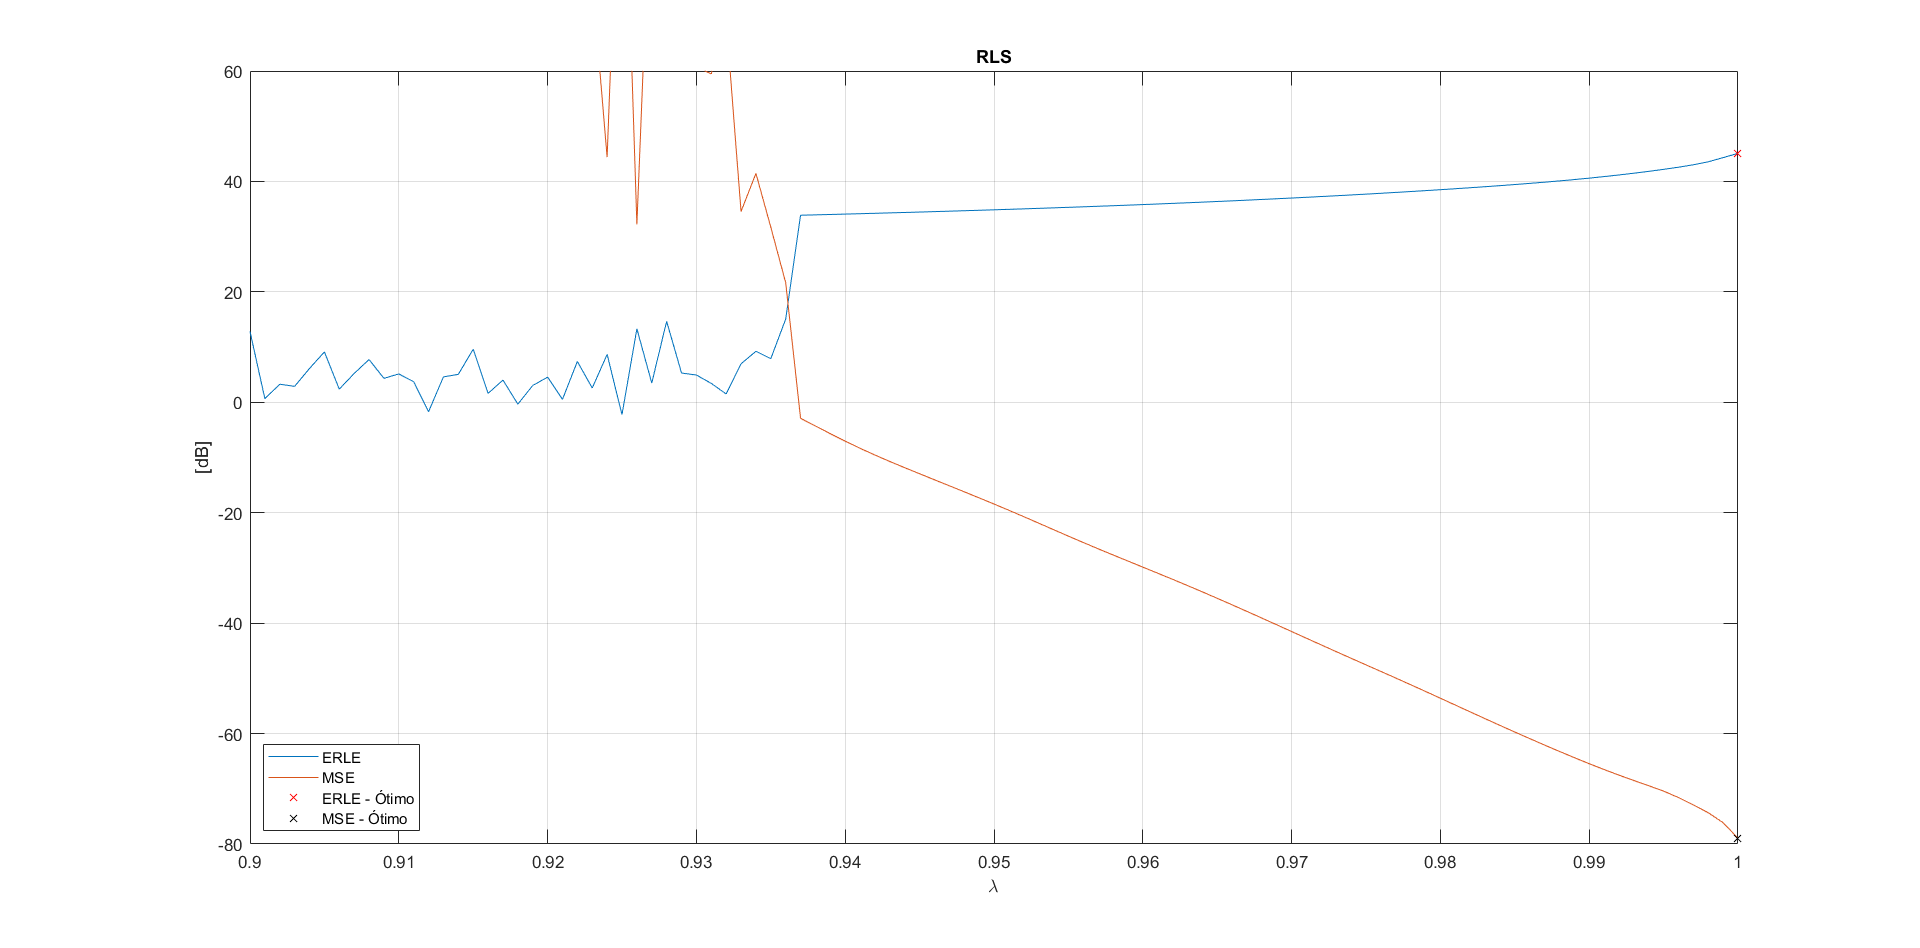 RLS
60
40
20
0
-20
-40
-60
-80
[dB]
ERLE
MSE
ERLE - Ótimo
MSE - Ótimo
0.9 0.91 0.92 0.93 0.94 0.95 0.96 0.97 0.98 0.99 1
λ